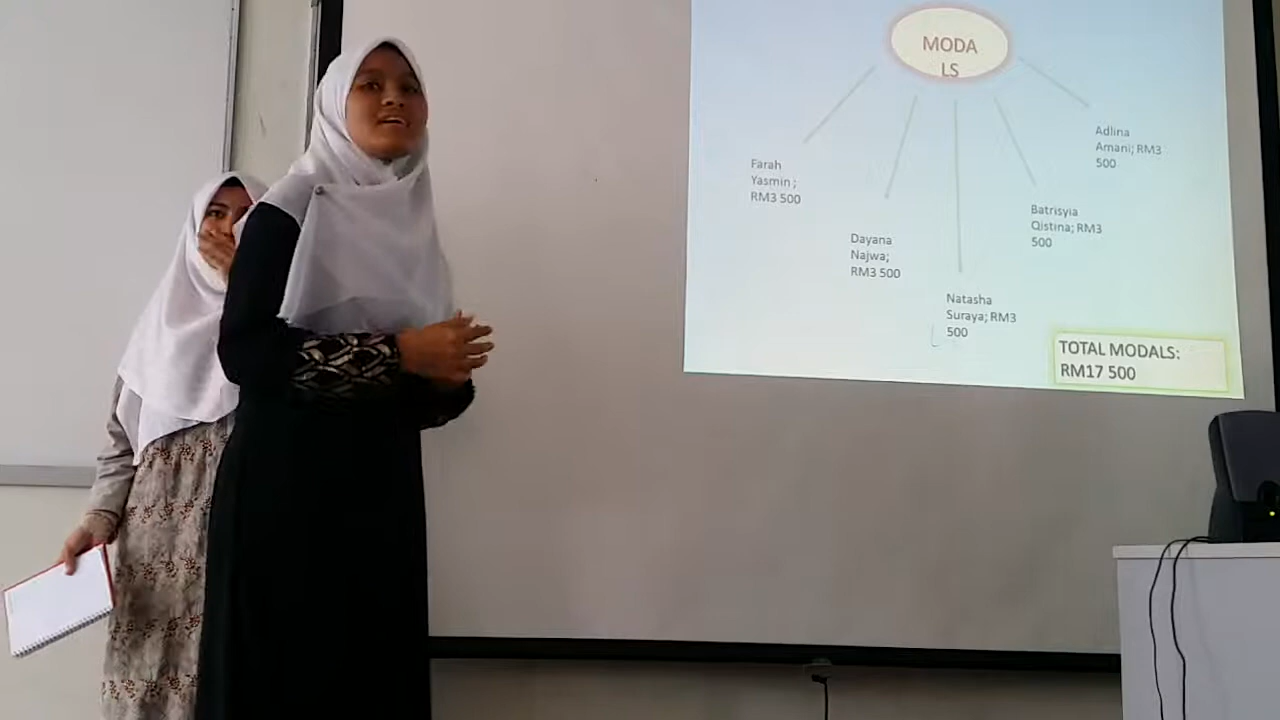 MODA
LS
Farah
Yasmin ;
RM3 500
Dayana
Najwa;
RM3 500
Natasha
Suraya; RM3
500
Batrisyia
Qistina; RM3
500
Adlina
Amani; RM3
500
TOTAL MODALS:
RM17 500